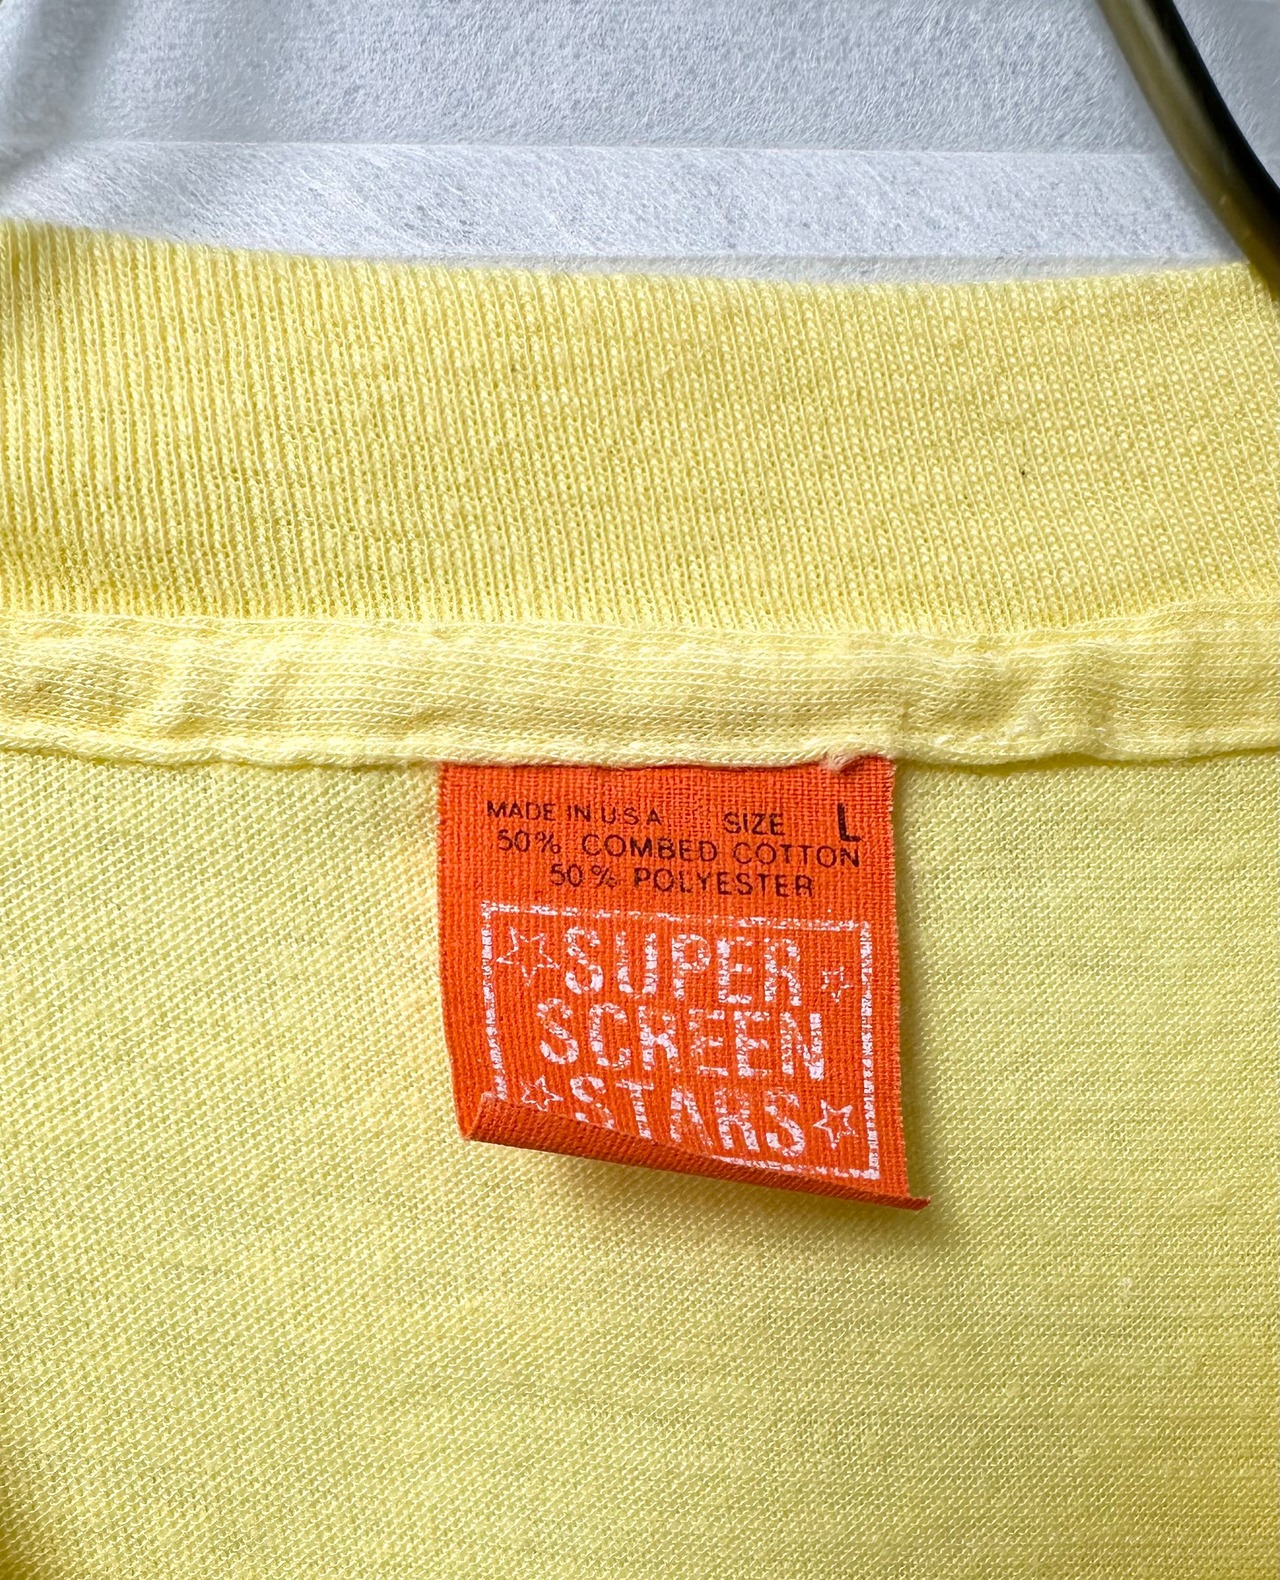 MADE IN U.S.A SIZE L
50% COMBED COTTON
50% POLYESTER
SUPER
SCREEN
STARS